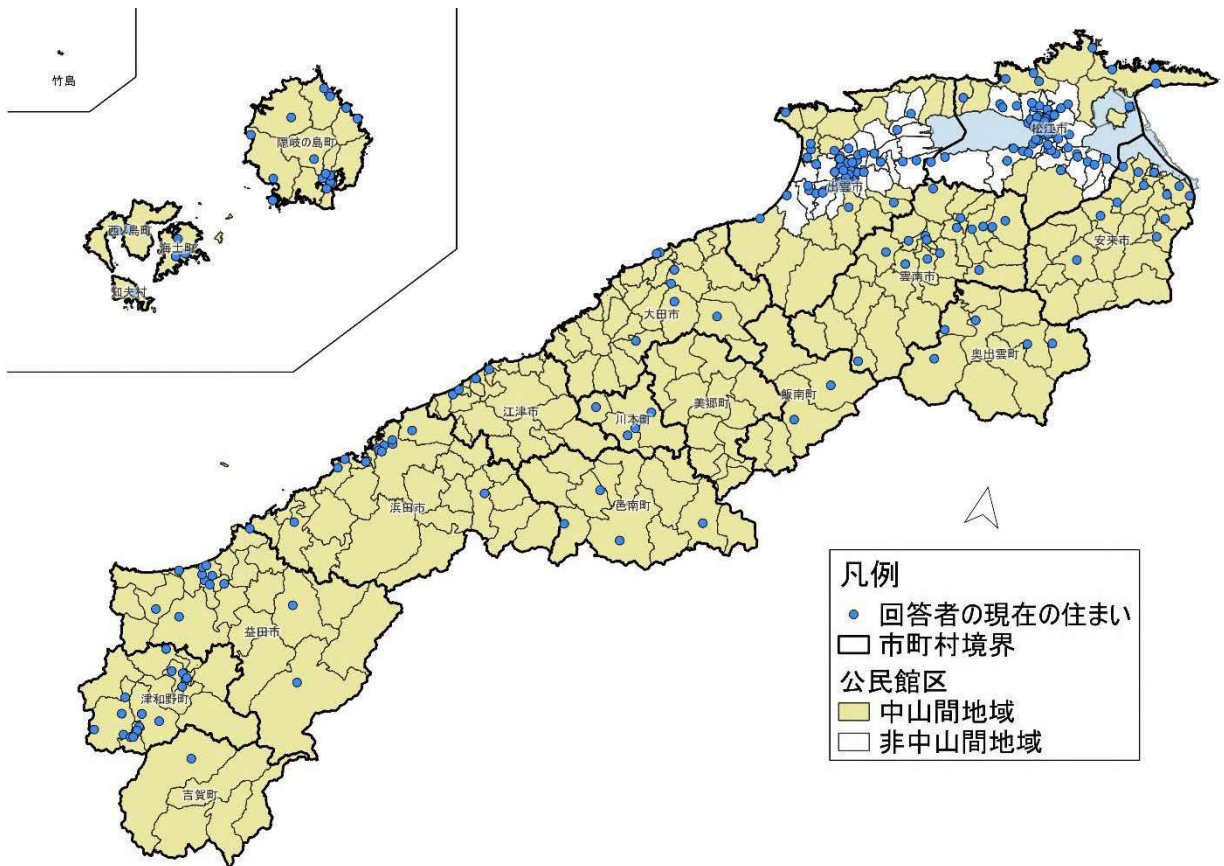 竹島
隠岐の島町
西ノ島町
海士町
知夫村
松江市
出雲市
安来市
雲南市
大田市
奥出雲町
飯南町
美郷町
川本町
江津市
邑南町
浜田市
益田市
津和野町
吉賀町
凡例
回答者の現在の住まい
市町村境界
公民館区
中山間地域
非中山間地域